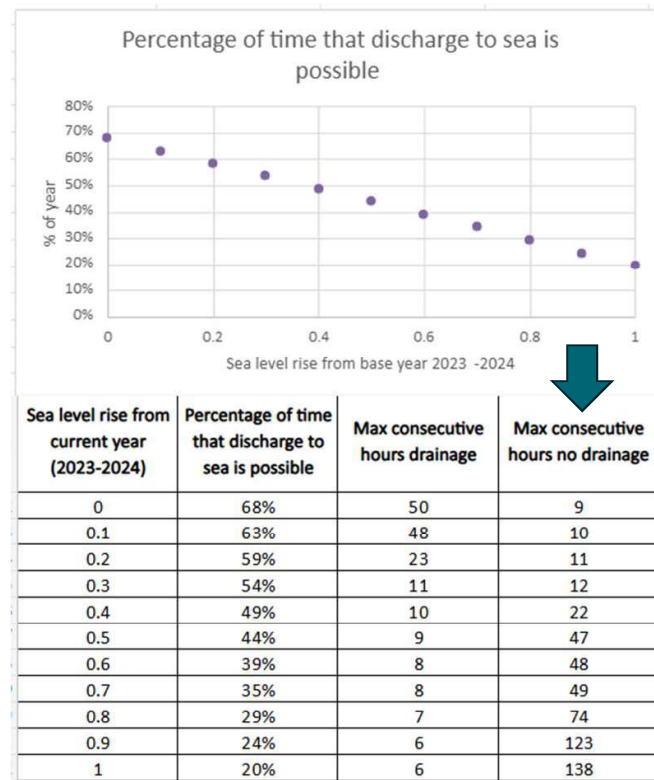 Percentage of time that discharge to sea is
possible
80%
70%
60%
50%
40%
30%
20%
10%
0%
% of year
0 0.2 0.4 0.6 0.8 1
Sea level rise from base year 2023 -2024
Sea level rise from
current year
(2023-2024)
Percentage of time
that discharge to
sea is possible
Max consecutive
hours drainage
Max consecutive
hours no drainage
0 68% 50 9
0.1 63% 48 10
0.2 59% 23 11
0.3 54% 11 12
0.4 49% 10 22
0.5 44% 9 47
0.6 39% 8 48
0.7 35% 8 49
0.8 29% 7 74
0.9 24% 6 123
1 20% 6 138